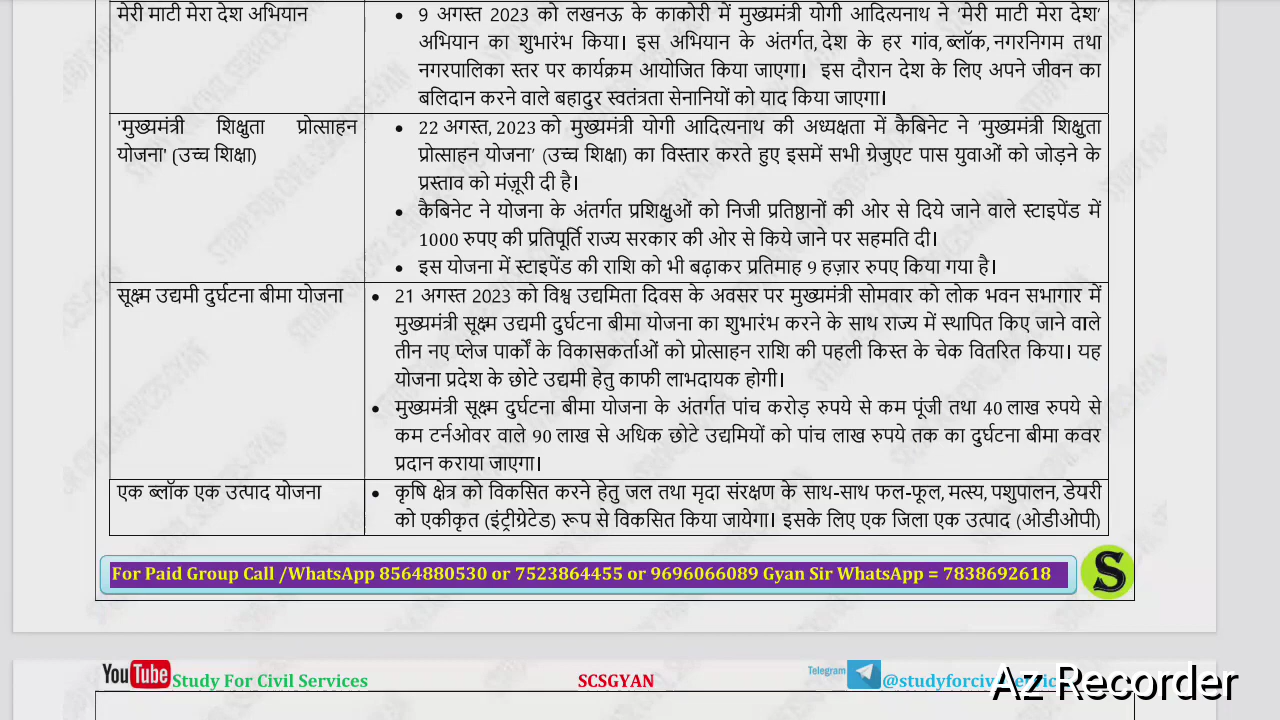 मेरी माटी मेरा देश अभियान
• 9 अगस्त 2023 को लखनऊ के काकोरी में मुख्यमंत्री योगी आदित्यनाथ ने ‘मेरी माटी मेरा देश’
अभियान का शुभारंभ किया। इस अभियान के अंतर्गत, देश के हर गांव, ब्लॉक, नगरनिगम तथा
नगरपालिका स्तर पर कार्यक्रम आयोजित किया जाएगा। इस दौरान देश के लिए अपने जीवन का
बलिदान करने वाले बहादुर स्वतंत्रता सेनानियों को याद किया जाएगा।
'मुख्यमंत्री शिक्षुता प्रोत्साहन
योजना' (उच्च शिक्षा)
• 22 अगस्त, 2023 को मुख्यमंत्री योगी आदित्यनाथ की अध्यक्षता में कैबिनेट ने ‘मुख्यमंत्री शिक्षुता
प्रोत्साहन योजना’ (उच्च शिक्षा) का विस्तार करते हुए इसमें सभी ग्रेजुएट पास युवाओं को जोड़ने के
प्रस्ताव को मंज़ूरी दी है।
• कैबिनेट ने योजना के अंतर्गत प्रशिक्षुओं को निजी प्रतिष्ठानों की ओर से दिये जाने वाले स्टाइपेंड में
1000 रुपए की प्रतिपूर्ति राज्य सरकार की ओर से किये जाने पर सहमति दी।
• इस योजना में स्टाइपेंड की राशि को भी बढ़ाकर प्रतिमाह 9 हज़ार रुपए किया गया है।
सूक्ष्म उद्यमी दुर्घटना बीमा योजना
• 21 अगस्त 2023 को विश्व उद्यमिता दिवस के अवसर पर मुख्यमंत्री सोमवार को लोक भवन सभागार में
मुख्यमंत्री सूक्ष्म उद्यमी दुर्घटना बीमा योजना का शुभारंभ करने के साथ राज्य में स्थापित किए जाने वाले
तीन नए प्लेज पार्कों के विकासकर्ताओं को प्रोत्साहन राशि की पहली किस्त के चेक वितरित किया। यह
योजना प्रदेश के छोटे उद्यमी हेतु काफी लाभदायक होगी।
• मुख्यमंत्री सूक्ष्म दुर्घटना बीमा योजना के अंतर्गत पांच करोड़ रुपये से कम पूंजी तथा 40 लाख रुपये से
कम टर्नओवर वाले 90 लाख से अधिक छोटे उद्यमियों को पांच लाख रुपये तक का दुर्घटना बीमा कवर
प्रदान कराया जाएगा।
एक ब्लॉक एक उत्पाद योजना
• कृषि क्षेत्र को विकसित करने हेतु जल तथा मृदा संरक्षण के साथ-साथ फल-फूल, मत्स्य, पशुपालन, डेयरी
को एकीकृत (इंट्रीग्रेटेड) रूप से विकसित किया जायेगा। इसके लिए एक जिला एक उत्पाद (ओडीओपी)
For Paid Group Call /WhatsApp 8564880530 or 7523864455 or 9696066089 Gyan Sir WhatsApp = 7838692618
S
YouTube Study For Civil Services
SCSGYAN
Telegram
Az Recorder